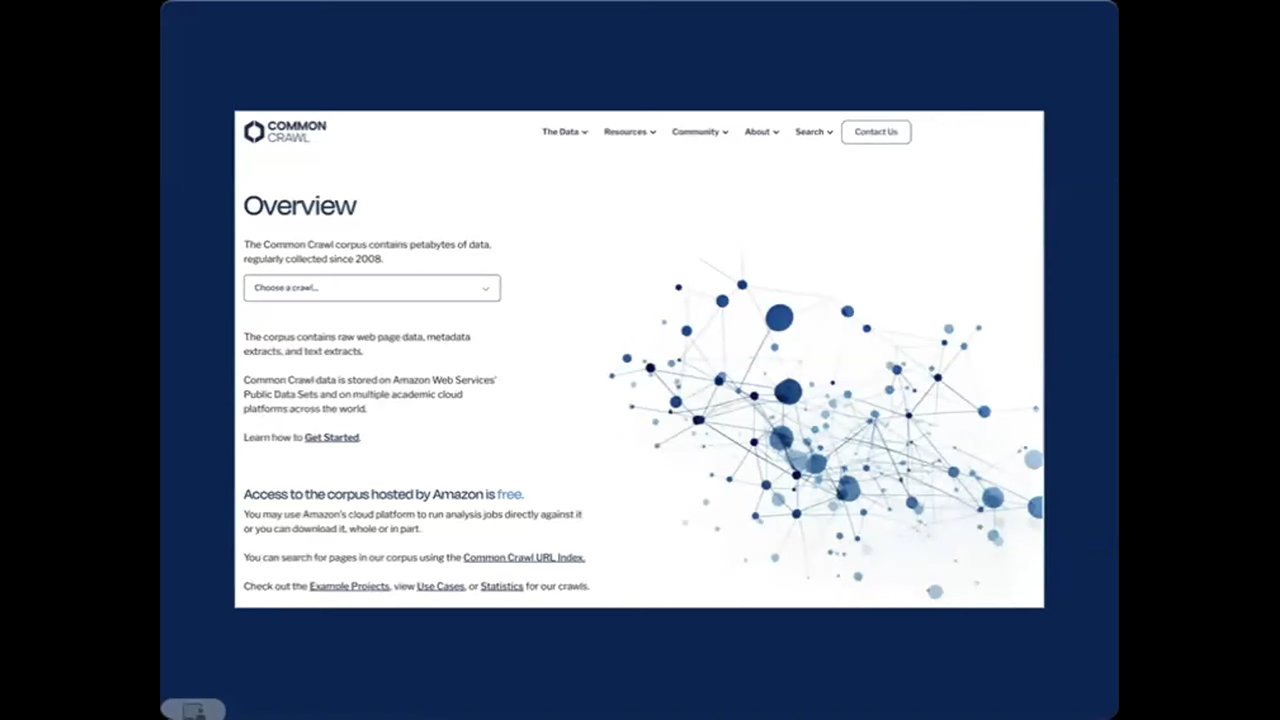 COMMON
CRAWL
The Data
Resources
Community
About
Search
Contact Us
Overview
The Common Crawl corpus contains petabytes of data,
regularly collected since 2008.
Choose a crawl...
The corpus contains raw web page data, metadata
extracts, and text extracts.
Common Crawl data is stored on Amazon Web Services'
Public Data Sets and on multiple academic cloud
platforms across the world.
Learn how to Get Started.
Access to the corpus hosted by Amazon is free.
You may use Amazon's cloud platform to run analysis jobs directly against it
or you can download it, whole or in part.
You can search for pages in our corpus using the Common Crawl URL Index.
Check out the Example Projects, view Use Cases, or Statistics for our crawls.